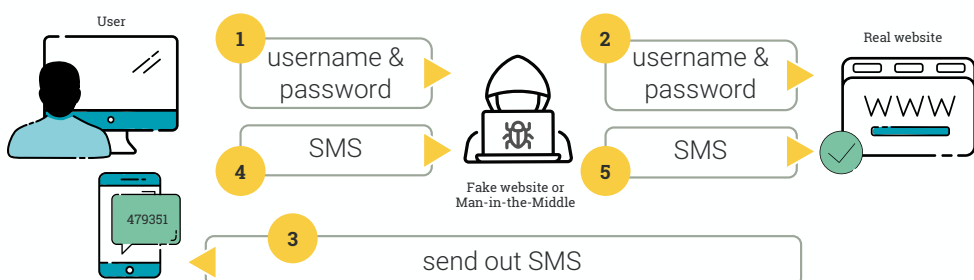 User
1
username &
password
2
username &
password
Real website
WWW
4
SMS
5
SMS
Fake website or
Man-in-the-Middle
479351
3
send out SMS